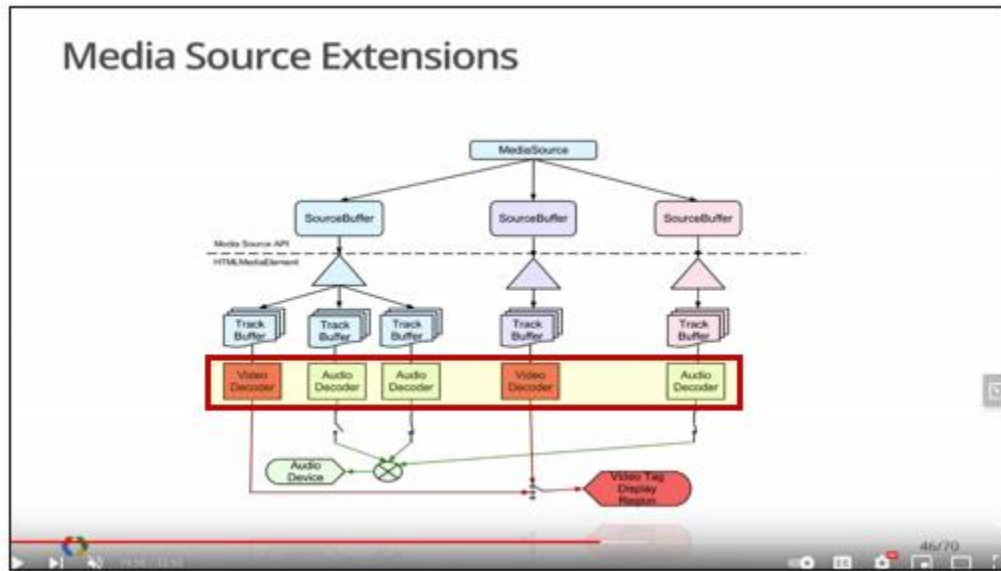 Media Source Extensions
MediaSource
SourceBuffer SourceBuffer SourceBuffer
Media Source API
HTMLMediaElement
Track Track Track Track Track
Buffer Buffer Buffer Buffer Buffer
Video Audio Audio Video Audio
Decoder Decoder Decoder Decoder Decoder
Audio
Device
Video Tag
Display
Region
46/70